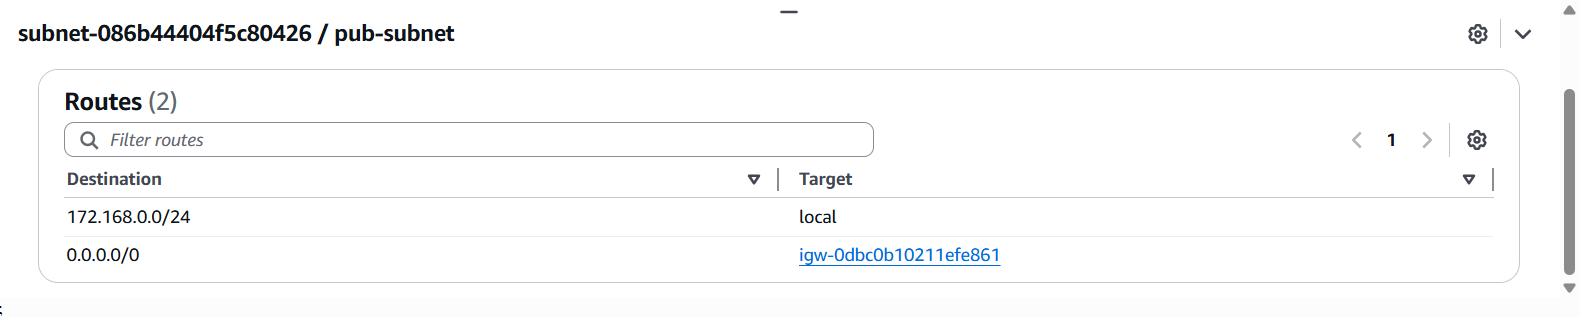 subnet-086b44404f5c80426 / pub-subnet
Routes (2)
Filter routes
1
Destination Target
172.168.0.0/24 local
0.0.0.0/0 igw-0dbc0b10211efe861